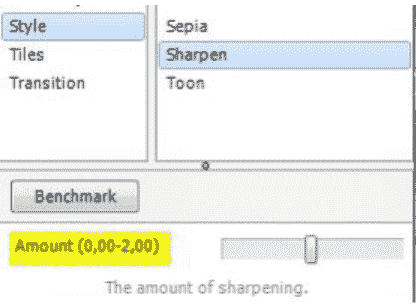 Style
Tiles
Transition
Sepia
Sharpen
Toon
Benchmark
Amount (0,00-2,00)
The amount of sharpening.